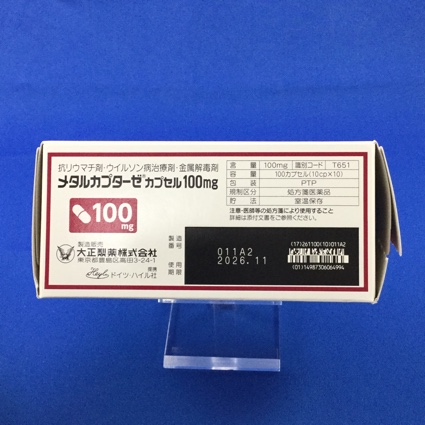 抗リウマチ剤・ウイルソン病治療剤・金属解毒剤
メタルカプターゼ®カプセル100mg
100mg
製造販売
大正製薬株式会社
東京都豊島区高田3-24-1
提携
Heyl ドイツ・ハイル社
含量 100mg 識別コード T651
容量 100カプセル(10cp×10)
包装 PTP
規制区分 処方箋医薬品
貯法 室温保存
注意-医師等の処方箋により使用すること
詳細は添付文書をご参照ください。
製造番号 011A2
使用期限 2026.11
(17)261100(10)011A2
(01)14987306064994